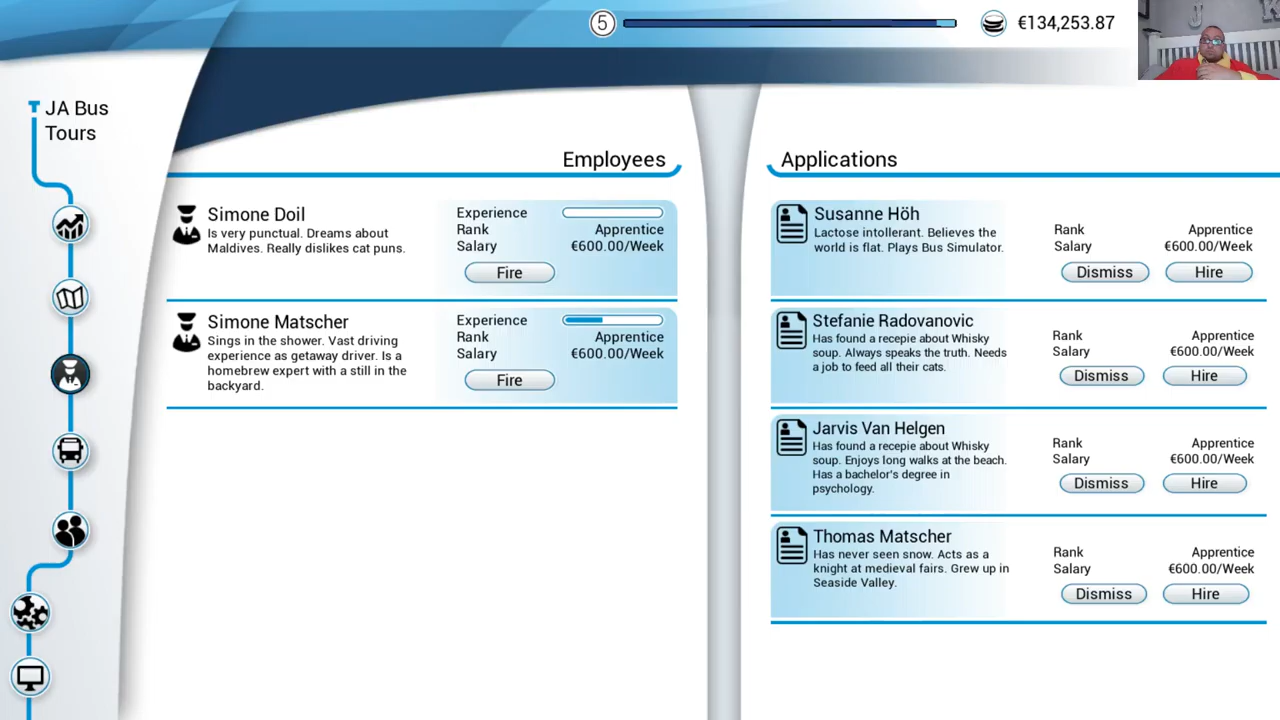 5
€134,253.87
J K
JA Bus
Tours
Employees
Simone Doil
Is very punctual. Dreams about
Maldives. Really dislikes cat puns.
Experience
Rank Apprentice
Salary €600.00/Week
Fire
Simone Matscher
Sings in the shower. Vast driving
experience as getaway driver. Is a
homebrew expert with a still in the
backyard.
Experience
Rank Apprentice
Salary €600.00/Week
Fire
Applications
Susanne Höh
Lactose intollerant. Believes the
world is flat. Plays Bus Simulator.
Rank Apprentice
Salary €600.00/Week
Dismiss Hire
Stefanie Radovanovic
Has found a recepie about Whisky
soup. Always speaks the truth. Needs
a job to feed all their cats.
Rank Apprentice
Salary €600.00/Week
Dismiss Hire
Jarvis Van Helgen
Has found a recepie about Whisky
soup. Enjoys long walks at the beach.
Has a bachelor's degree in
psychology.
Rank Apprentice
Salary €600.00/Week
Dismiss Hire
Thomas Matscher
Has never seen snow. Acts as a
knight at medieval fairs. Grew up in
Seaside Valley.
Rank Apprentice
Salary €600.00/Week
Dismiss Hire